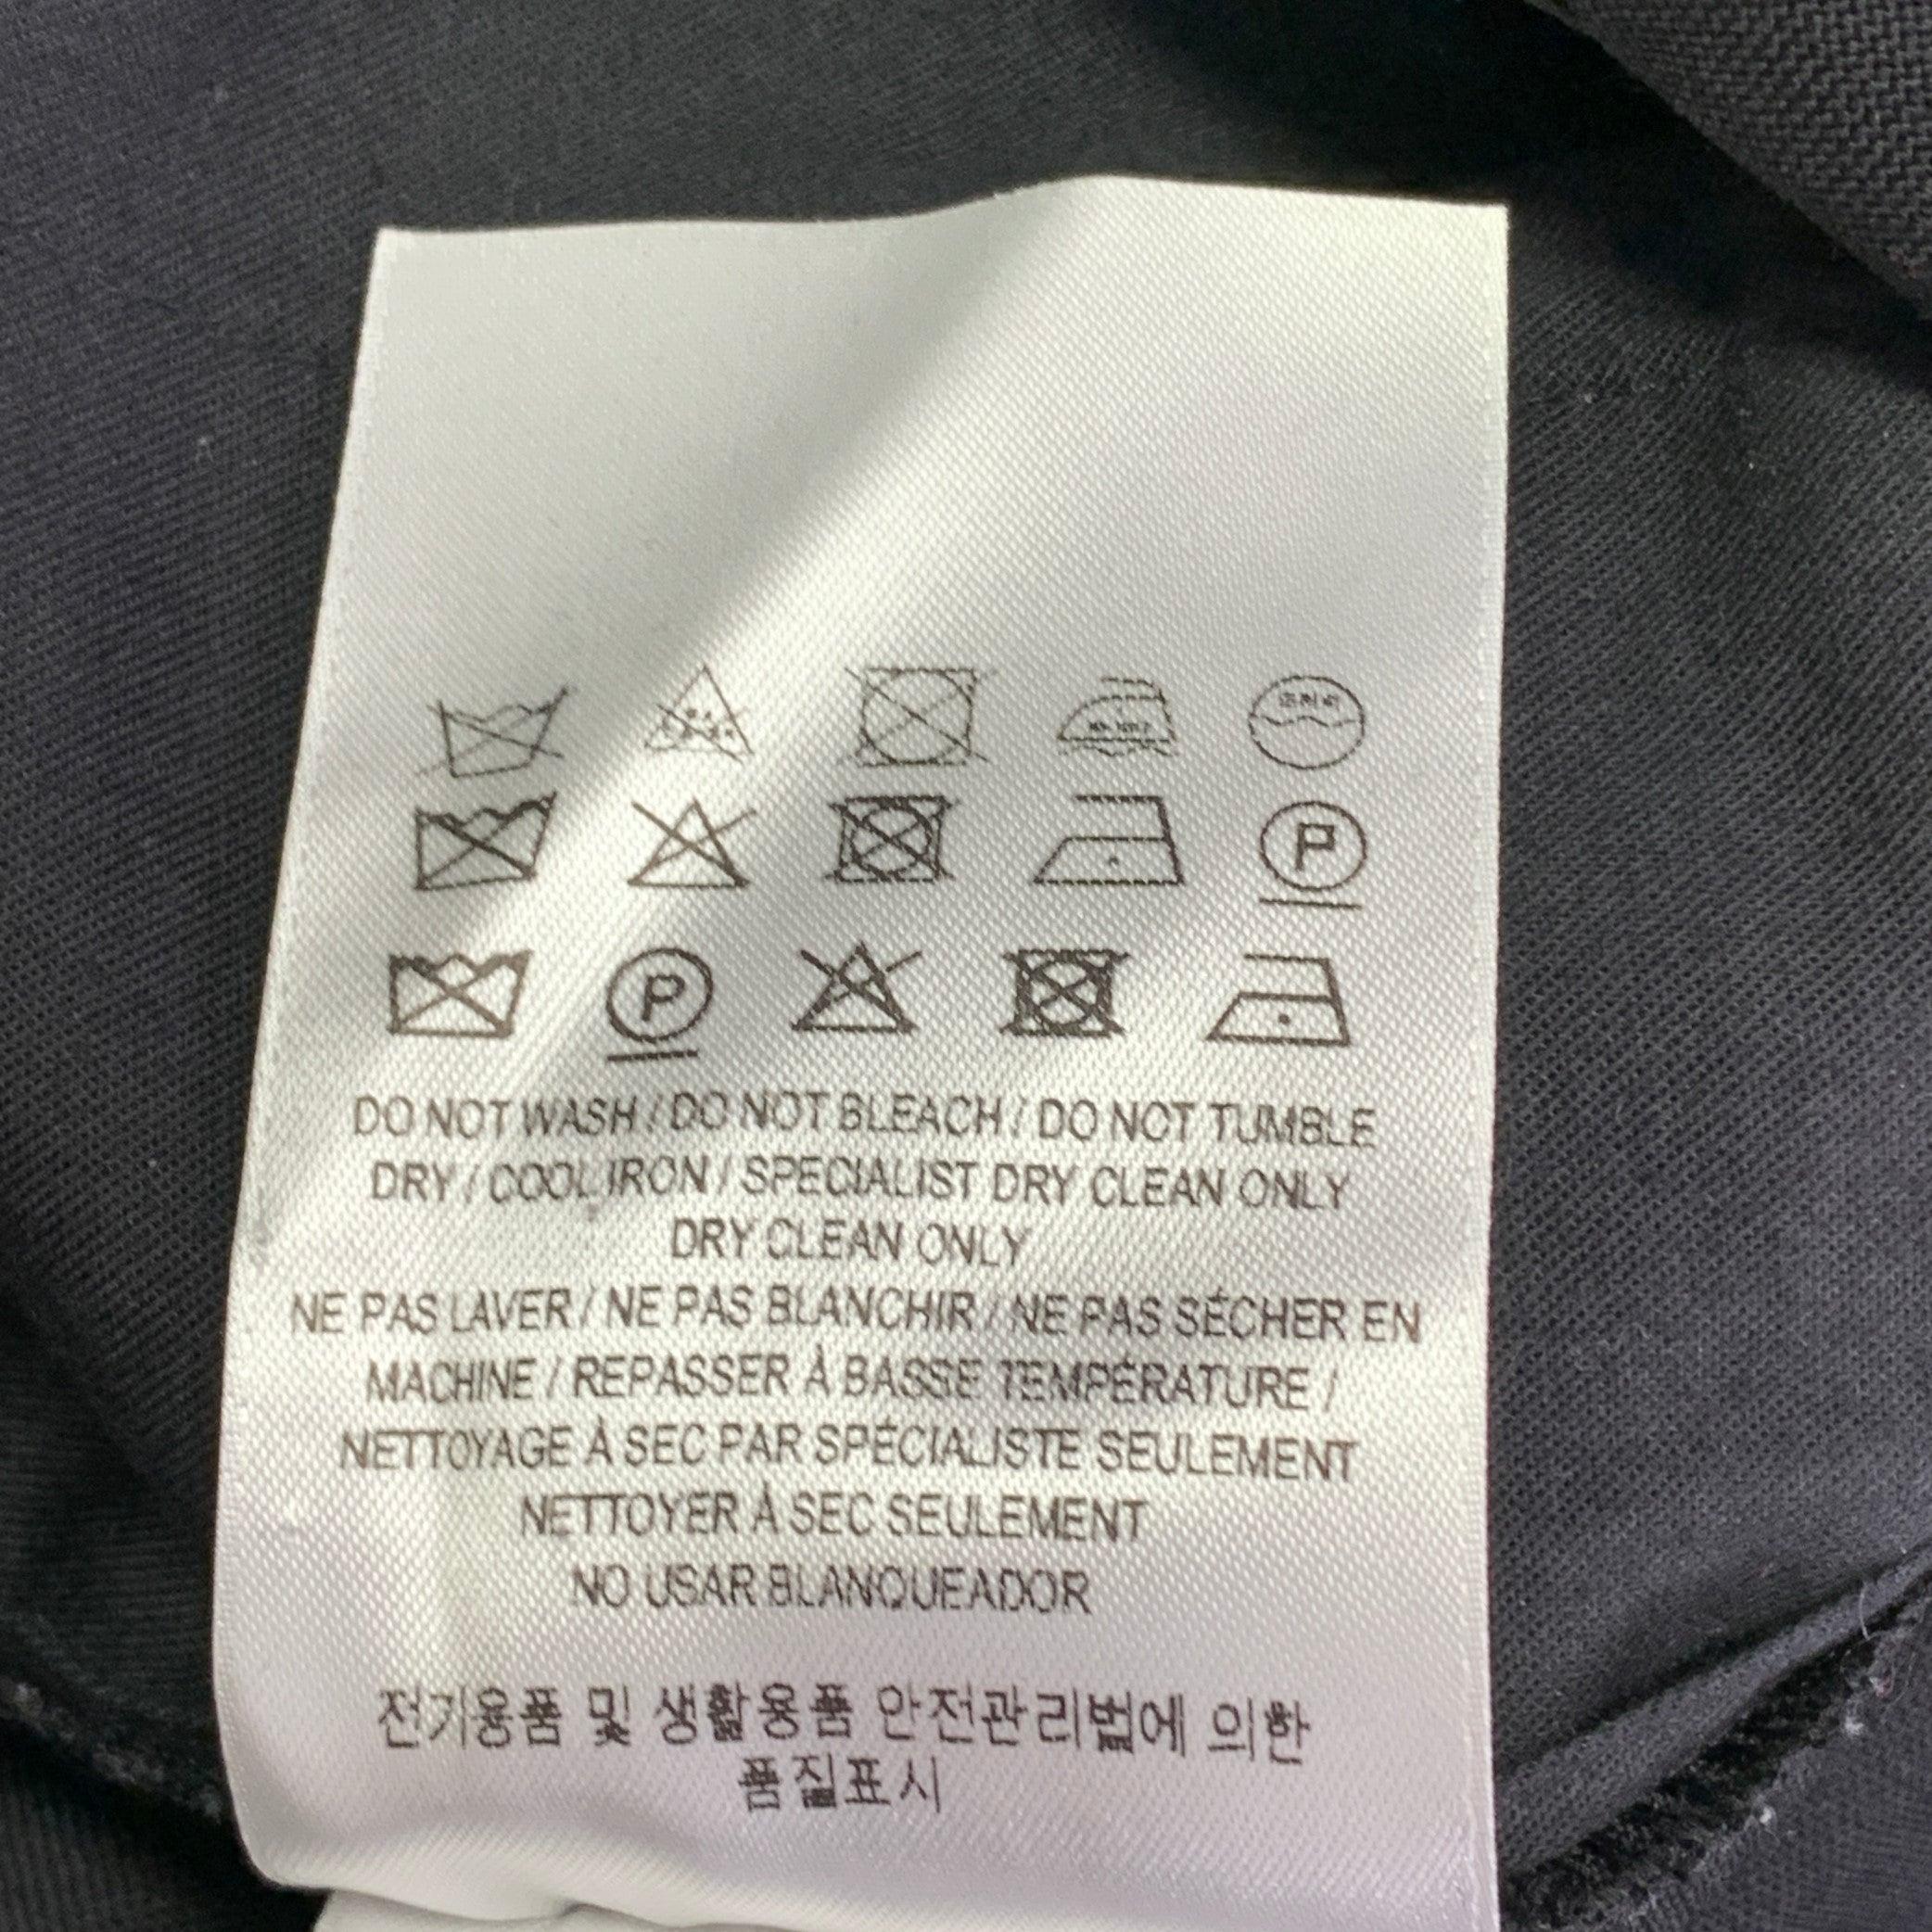 P
P
DO NOT WASH / DO NOT BLEACH / DO NOT TUMBLE
DRY / COOL IRON / SPECIALIST DRY CLEAN ONLY
DRY CLEAN ONLY
NE PAS LAVER / NE PAS BLANCHIR / NE PAS SÉCHER EN
MACHINE / REPASSER À BASSE TEMPÉRATURE /
NETTOYAGE À SEC PAR SPÉCIALISTE SEULEMENT
NETTOYER À SEC SEULEMENT
NO USAR BLANQUEADOR
전기용품 및 생활용품 안전관리법에 의한
품질표시